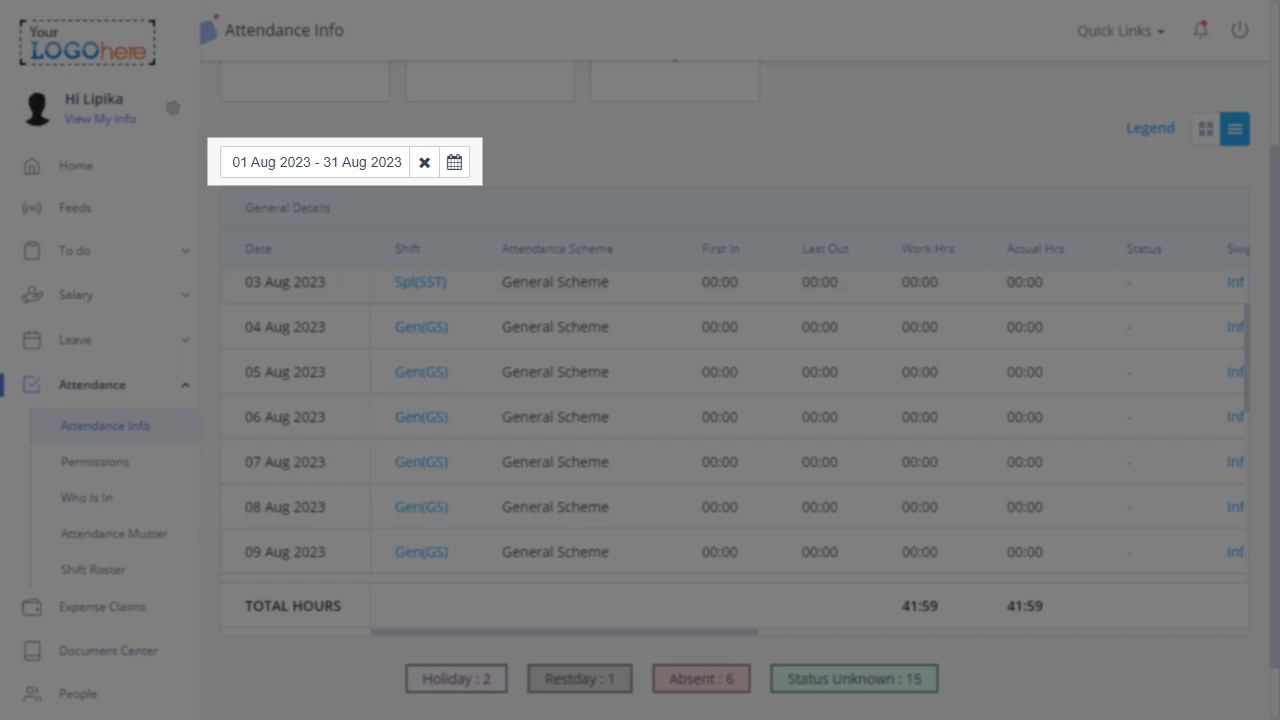 Your
LOGOhere
Attendance Info
Quick Links
Hi Lipika
View My Info
Legend
01 Aug 2023 - 31 Aug 2023
Home
Feeds
To do
Salary
Leave
Attendance
Attendance Info
Permissions
Who Is In
Attendance Muster
Shift Roster
Expense Claims
Document Center
People
General Details
Date Shift Attendance Scheme First In Last Out Work Hrs Actual Hrs Status
03 Aug 2023 Spl(SST) General Scheme 00:00 00:00 00:00 00:00 - Inf
04 Aug 2023 Gen(GS) General Scheme 00:00 00:00 00:00 00:00 - Inf
05 Aug 2023 Gen(GS) General Scheme 00:00 00:00 00:00 00:00 - Inf
06 Aug 2023 Gen(GS) General Scheme 00:00 00:00 00:00 00:00 - Inf
07 Aug 2023 Gen(GS) General Scheme 00:00 00:00 00:00 00:00 - Inf
08 Aug 2023 Gen(GS) General Scheme 00:00 00:00 00:00 00:00 - Inf
09 Aug 2023 Gen(GS) General Scheme 00:00 00:00 00:00 00:00 - Inf
TOTAL HOURS 41:59 41:59
Holiday : 2 Restday : 1 Absent : 6 Status Unknown : 15